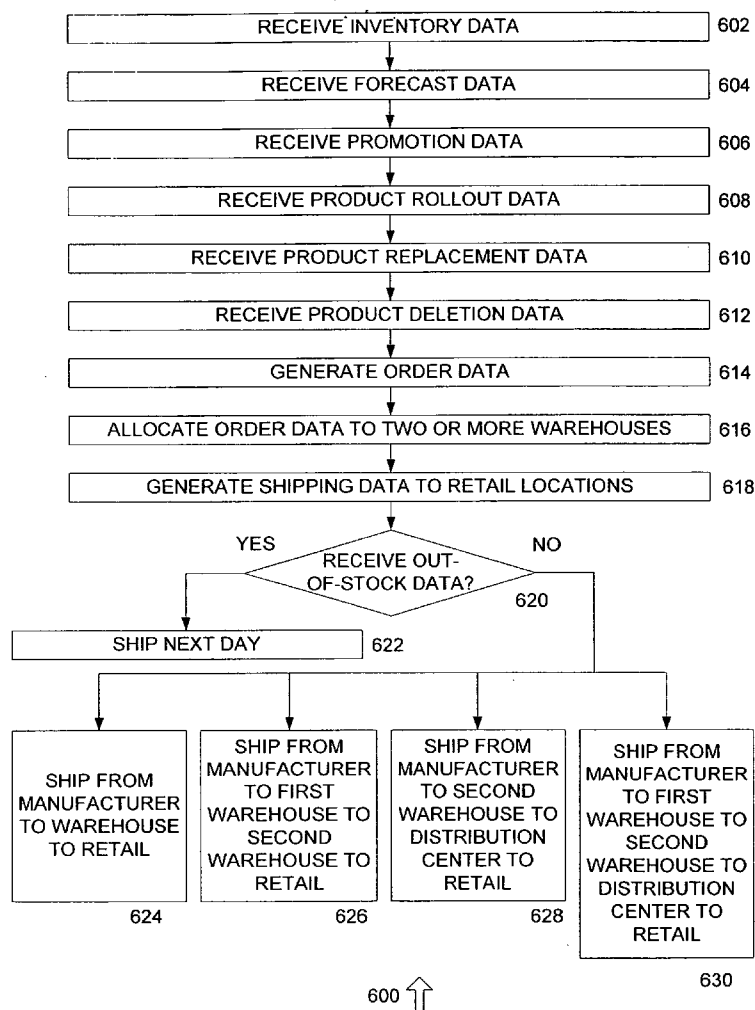 RECEIVE INVENTORY DATA 602
RECEIVE FORECAST DATA 604
RECEIVE PROMOTION DATA 606
RECEIVE PRODUCT ROLLOUT DATA 608
RECEIVE PRODUCT REPLACEMENT DATA 610
RECEIVE PRODUCT DELETION DATA 612
GENERATE ORDER DATA 614
ALLOCATE ORDER DATA TO TWO OR MORE WAREHOUSES 616
GENERATE SHIPPING DATA TO RETAIL LOCATIONS 618
YES
NO
RECEIVE OUT-
OF-STOCK DATA?
620
SHIP NEXT DAY 622
SHIP FROM
MANUFACTURER
TO WAREHOUSE
TO RETAIL
624
SHIP FROM
MANUFACTURER
TO FIRST
WAREHOUSE TO
SECOND
WAREHOUSE TO
RETAIL
626
SHIP FROM
MANUFACTURER
TO SECOND
WAREHOUSE TO
DISTRIBUTION
CENTER TO
RETAIL
628
SHIP FROM
MANUFACTURER
TO FIRST
WAREHOUSE TO
SECOND
WAREHOUSE TO
DISTRIBUTION
CENTER TO
RETAIL
630
600